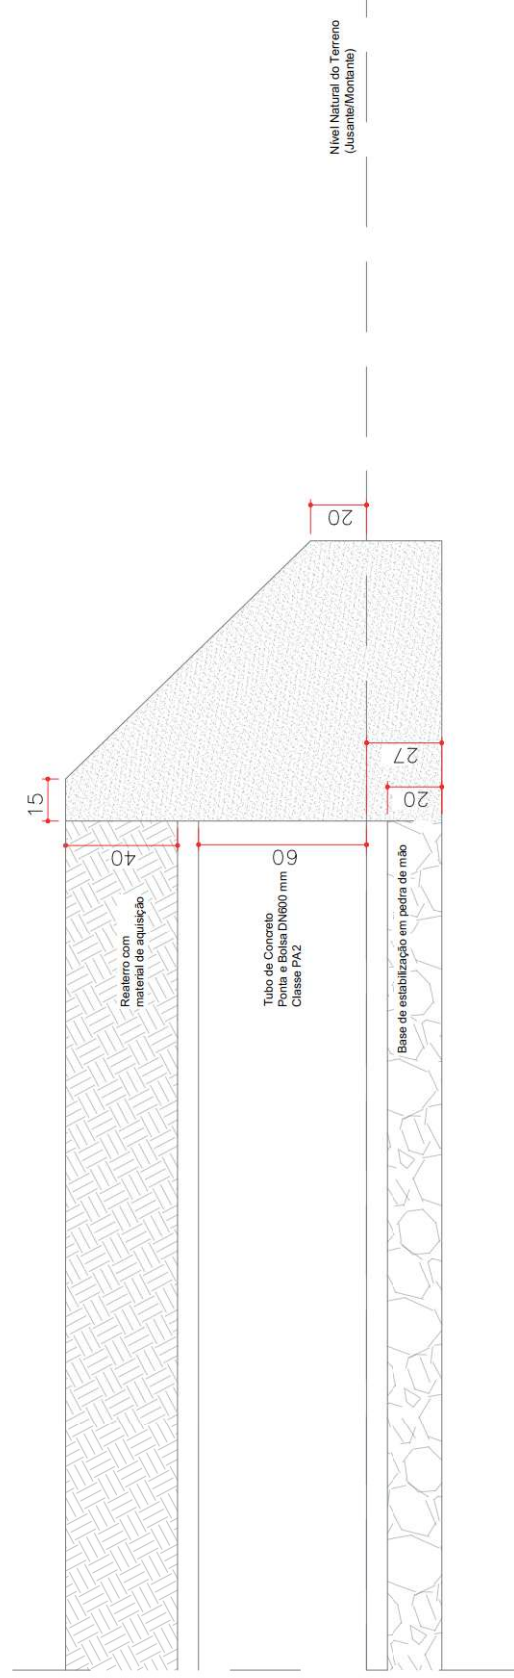 Nível Natural do Terreno
(Jusante/Montante)
20
15
27
20
40
60
Reaterro com
material de aquisição
Tubo de Concreto
Ponta e Bolsa DN600 mm
Classe PA2
Base de estabilização em pedra de mão